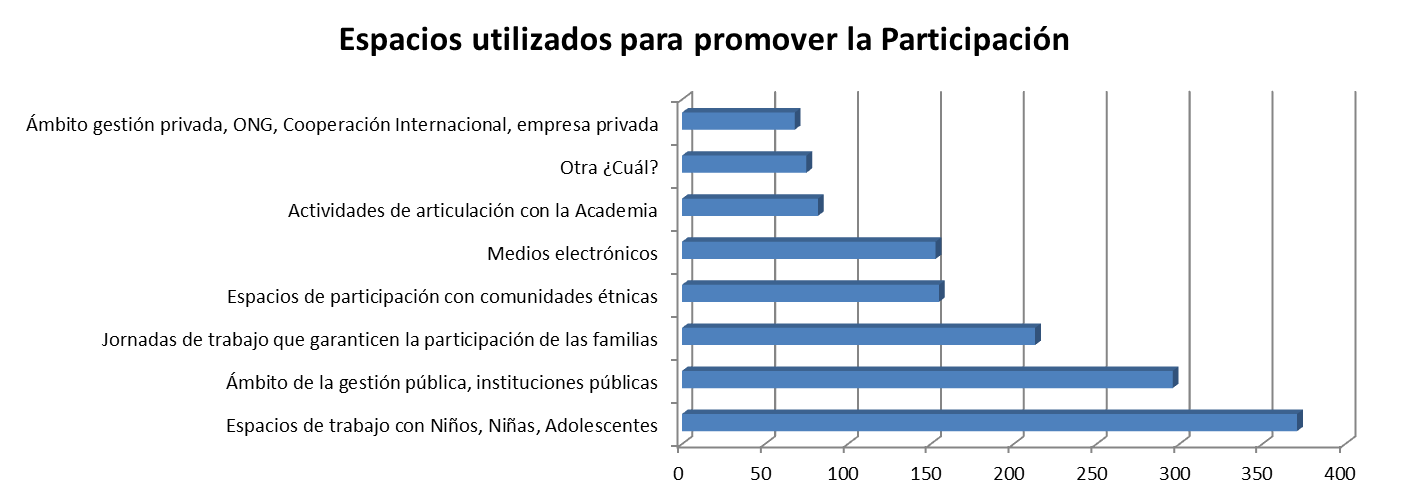 Espacios utilizados para promover la Participación
Ámbito gestión privada, ONG, Cooperación Internacional, empresa privada
Otra ¿Cuál?
Actividades de articulación con la Academia
Medios electrónicos
Espacios de participación con comunidades étnicas
Jornadas de trabajo que garanticen la participación de las familias
Ámbito de la gestión pública, instituciones públicas
Espacios de trabajo con Niños, Niñas, Adolescentes
0 50 100 150 200 250 300 350 400